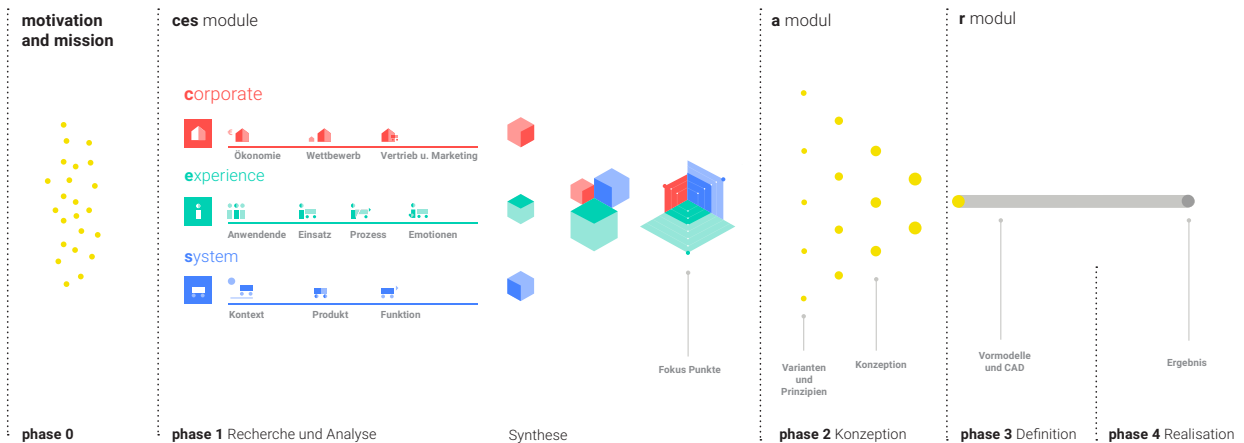 motivation
and mission
ces module
a modul
r modul
corporate
Ökonomie
Wettbewerb
Vertrieb u. Marketing
experience
Anwendende
Einsatz
Prozess
Emotionen
system
Kontext
Produkt
Funktion
Fokus Punkte
Varianten
und
Prinzipien
Konzeption
Vormodelle
und CAD
Ergebnis
phase 0
phase 1 Recherche und Analyse
Synthese
phase 2 Konzeption
phase 3 Definition
phase 4 Realisation